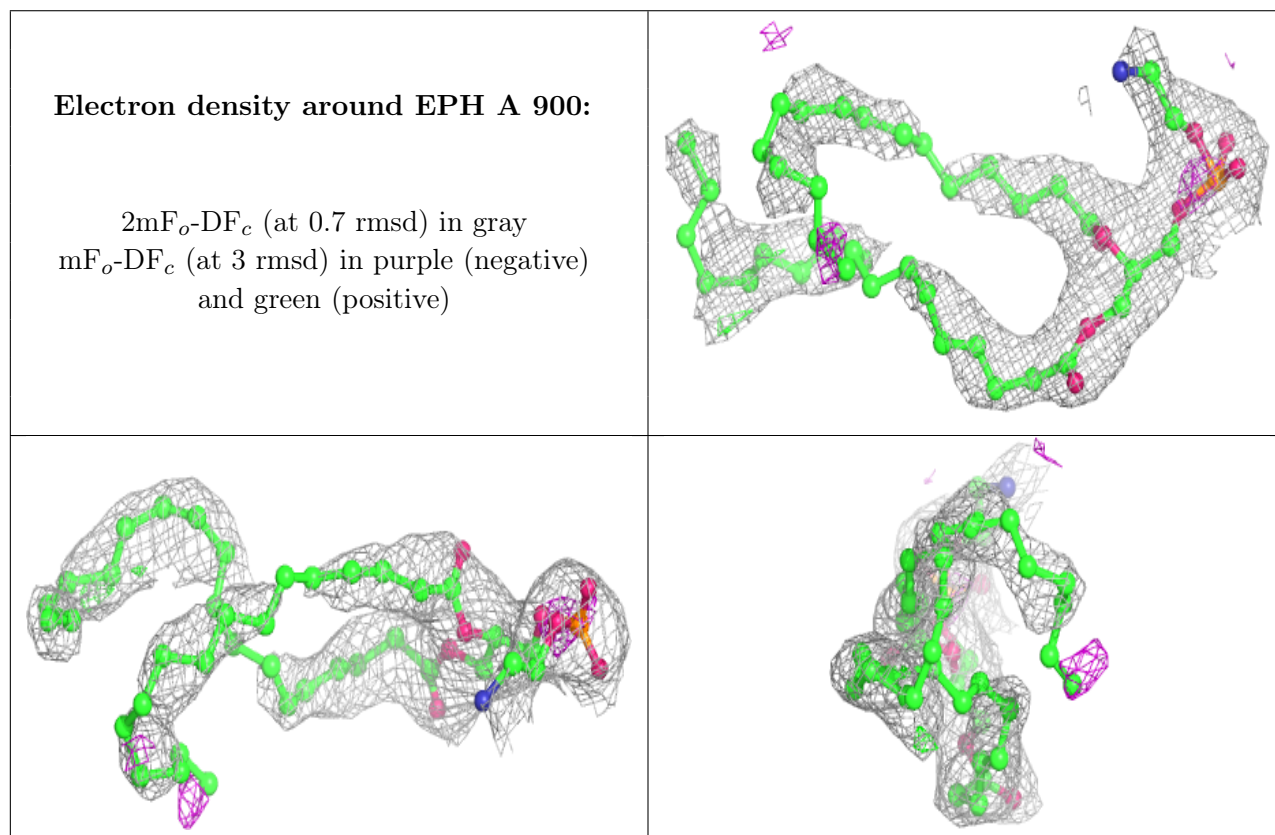 Electron density around EPH A 900:
2mFo-DFc (at 0.7 rmsd) in gray
mFo-DFc (at 3 rmsd) in purple (negative)
and green (positive)